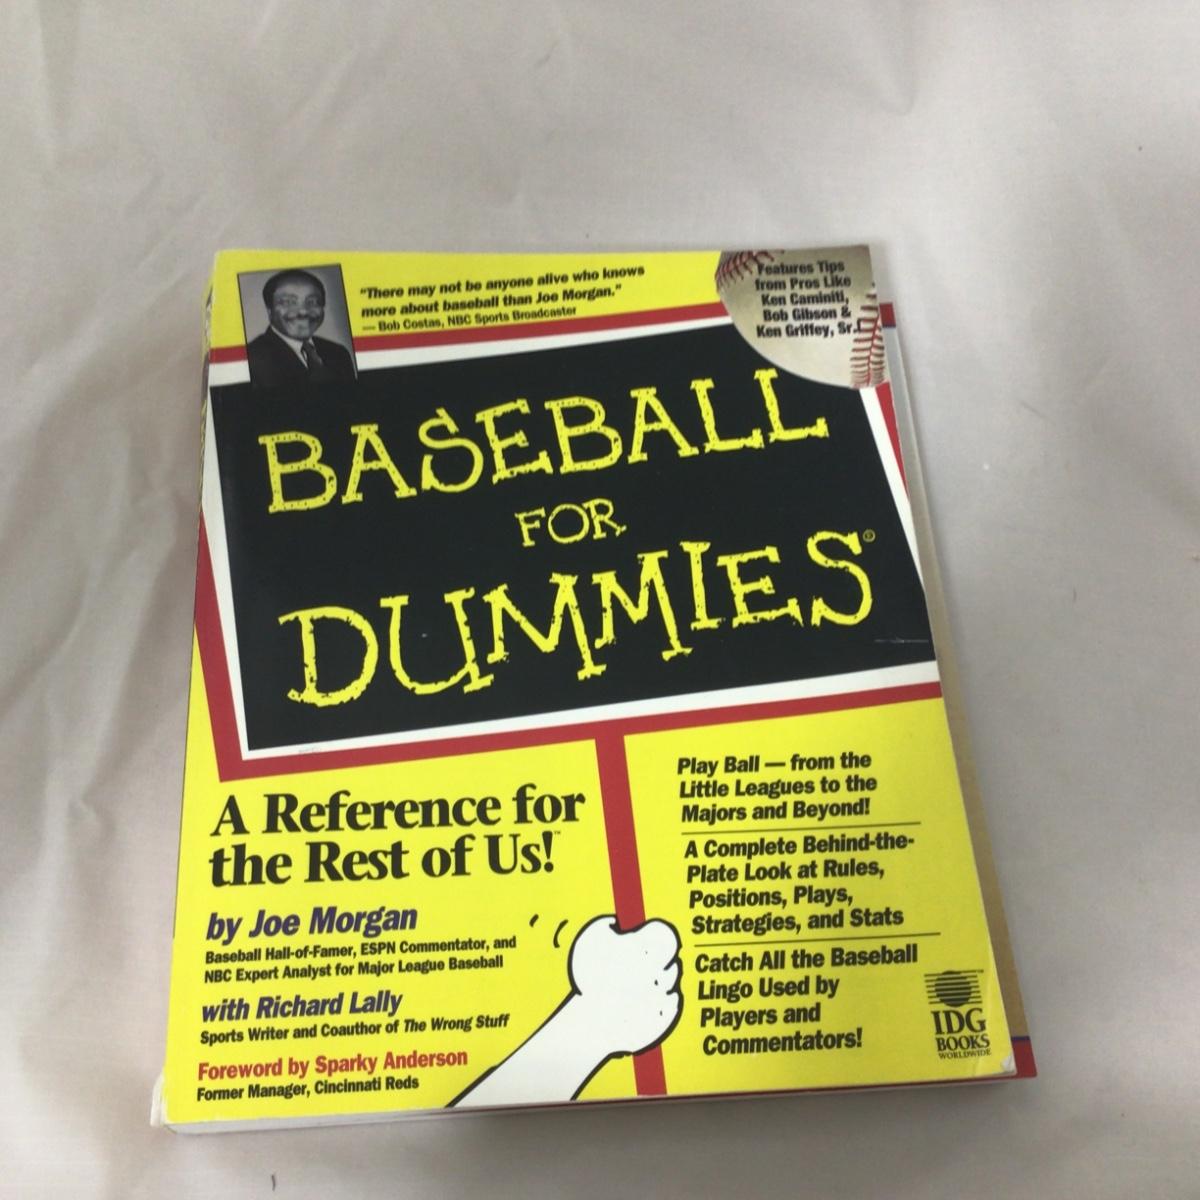 "There may not be anyone alive who knows
more about baseball than Joe Morgan."
— Bob Costas, NBC Sports Broadcaster
Features Tips
from Pros Like
Ken Caminiti,
Bob Gibson &
Ken Griffey, Sr.!
BASEBALL
FOR
DUMMIES®
A Reference for
the Rest of Us!™
by Joe Morgan
Baseball Hall-of-Famer, ESPN Commentator, and
NBC Expert Analyst for Major League Baseball
with Richard Lally
Sports Writer and Coauthor of The Wrong Stuff
Foreword by Sparky Anderson
Former Manager, Cincinnati Reds
Play Ball — from the
Little Leagues to the
Majors and Beyond!
A Complete Behind-the-
Plate Look at Rules,
Positions, Plays,
Strategies, and Stats
Catch All the Baseball
Lingo Used by
Players and
Commentators!
IDG
BOOKS
WORLDWIDE